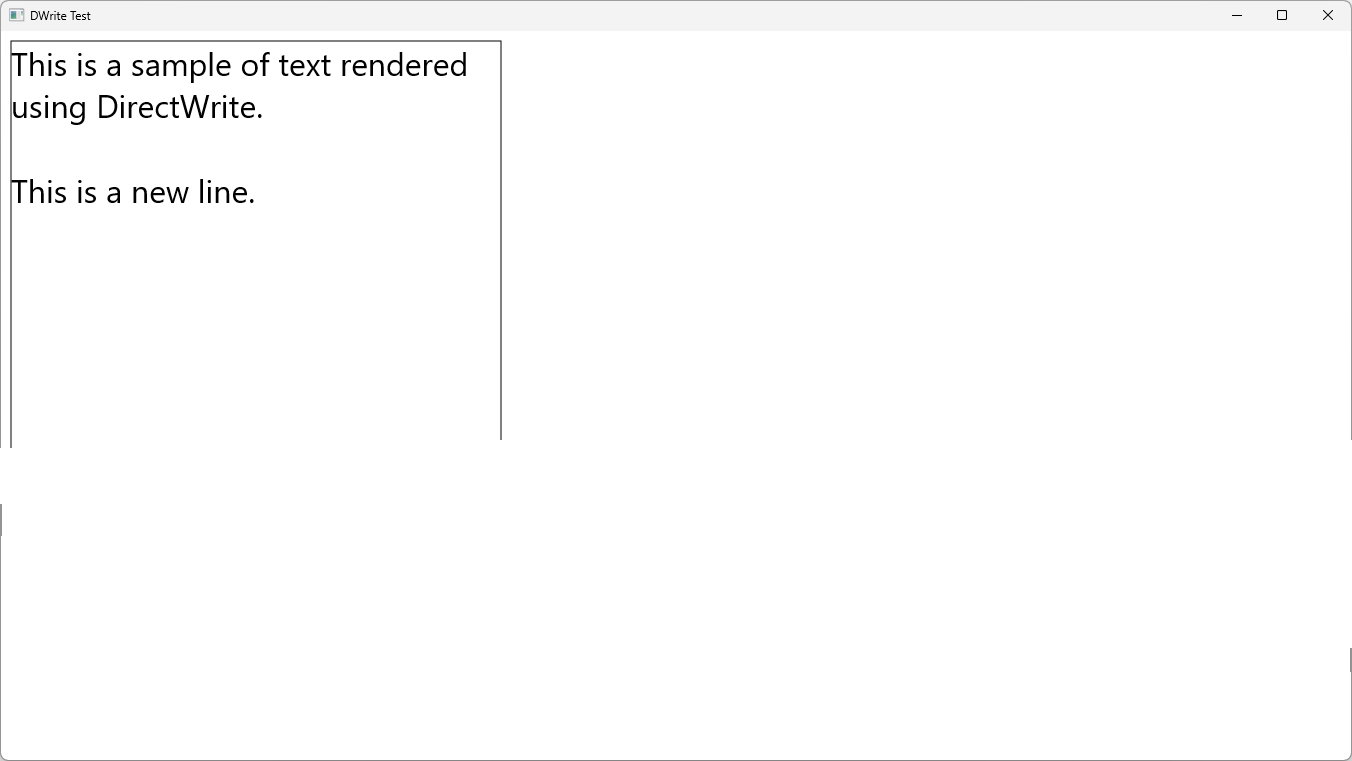 DWrite Test
This is a sample of text rendered
using DirectWrite.
This is a new line.